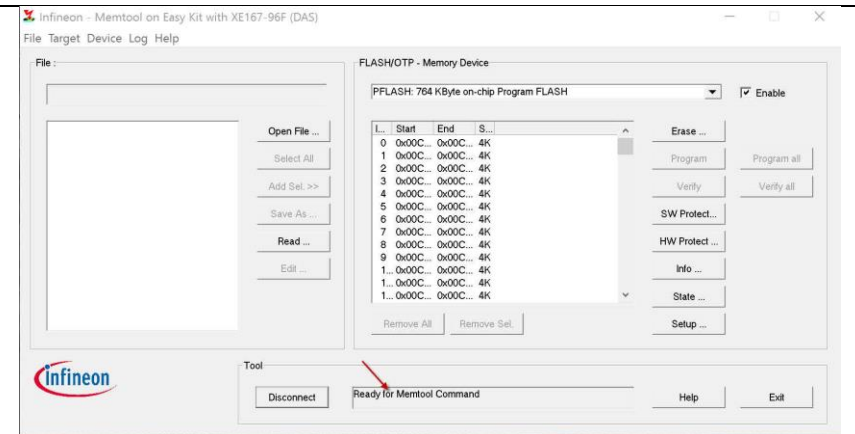 Infineon - Memtool on Easy Kit with XE167-96F (DAS)
File Target Device Log Help
File :
Open File ...
Select All
Add Sel. >>
Save As ...
Read ...
Edit ...
FLASH/OTP - Memory Device
PFLASH: 764 KByte on-chip Program FLASH
Enable
I... Start End S...
0 0x00C... 0x00C... 4K
1 0x00C... 0x00C... 4K
2 0x00C... 0x00C... 4K
3 0x00C... 0x00C... 4K
4 0x00C... 0x00C... 4K
5 0x00C... 0x00C... 4K
6 0x00C... 0x00C... 4K
7 0x00C... 0x00C... 4K
8 0x00C... 0x00C... 4K
9 0x00C... 0x00C... 4K
1... 0x00C... 0x00C... 4K
1... 0x00C... 0x00C... 4K
1... 0x00C... 0x00C... 4K
Remove All
Remove Sel.
Erase ...
Program
Program all
Verify
Verify all
SW Protect...
HW Protect ...
Info ...
State ...
Setup ...
infineon
Tool
Disconnect
Ready for Memtool Command
Help
Exit